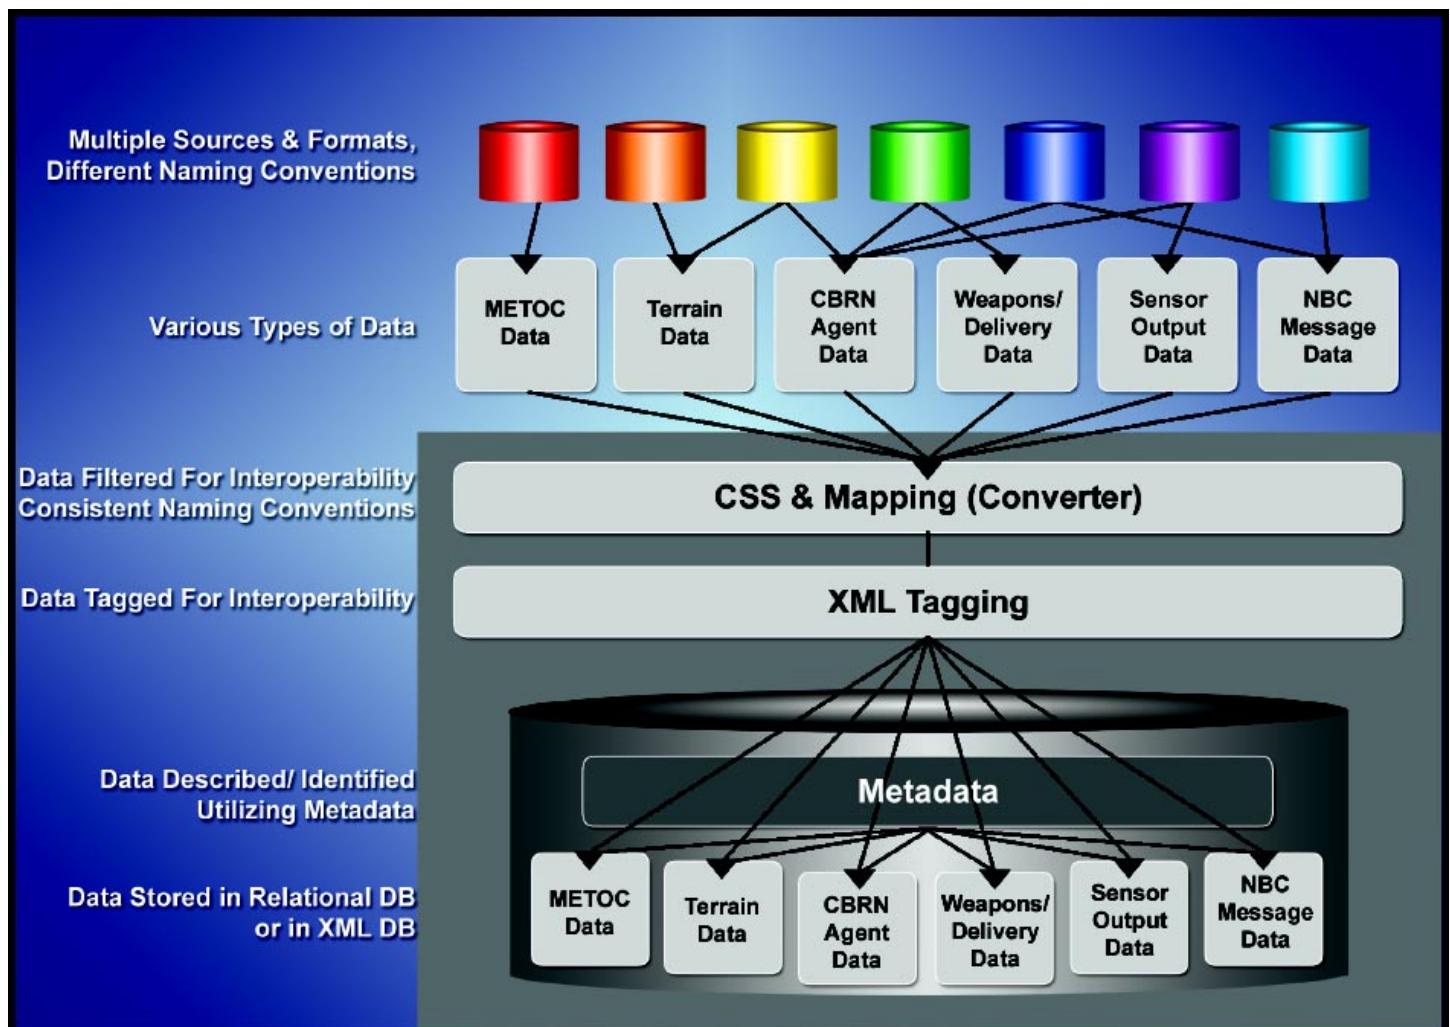 Multiple Sources & Formats,
Different Naming Conventions
Various Types of Data
METOC
Data
Terrain
Data
CBRN
Agent
Data
Weapons/
Delivery
Data
Sensor
Output
Data
NBC
Message
Data
Data Filtered For Interoperability
Consistent Naming Conventions
CSS & Mapping (Converter)
Data Tagged For Interoperability
XML Tagging
Data Described/ Identified
Utilizing Metadata
Metadata
Data Stored in Relational DB
or in XML DB
METOC
Data
Terrain
Data
CBRN
Agent
Data
Weapons/
Delivery
Data
Sensor
Output
Data
NBC
Message
Data